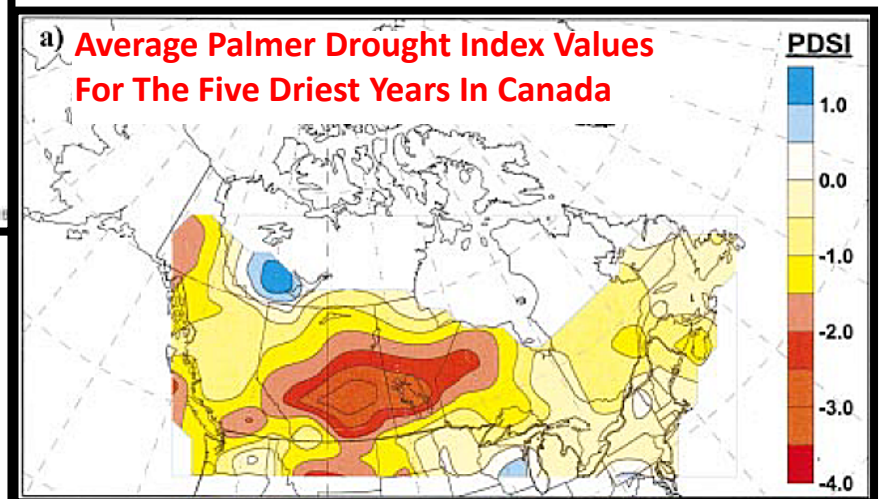 a) Average Palmer Drought Index Values
For The Five Driest Years In Canada
PDSI
1.0
0.0
-1.0
-2.0
-3.0
-4.0